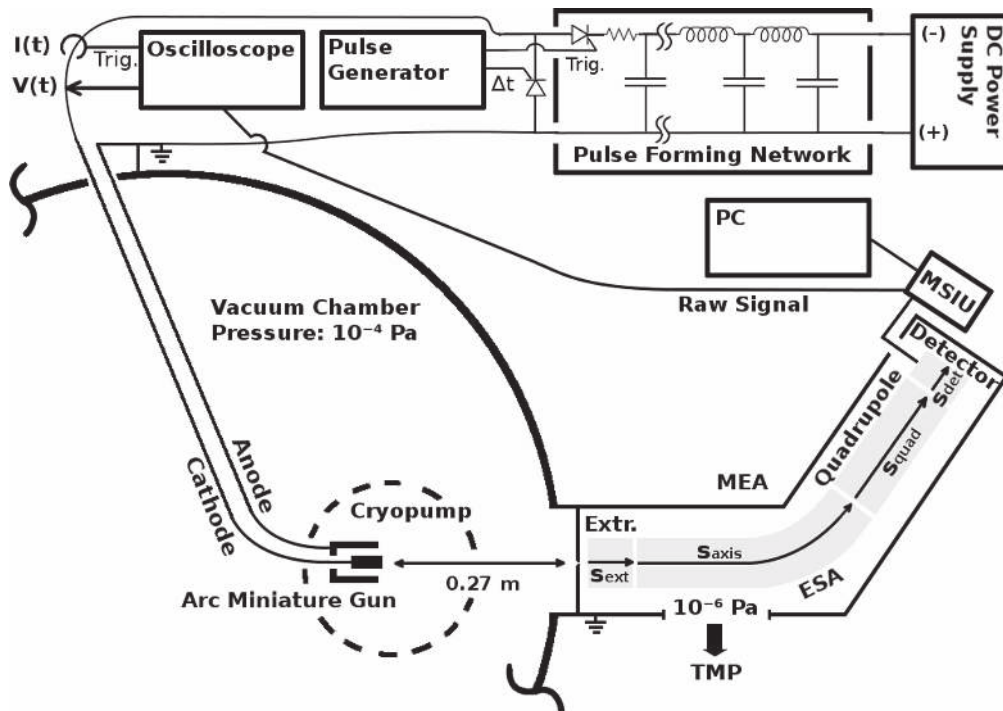 I(t)
Trig.
V(t)
Oscilloscope
Pulse
Generator
Δt
Trig.
Pulse Forming Network
(-)
(+)
DC Power
Supply
PC
MSIU
Raw Signal
Vacuum Chamber
Pressure: 10⁻⁴ Pa
Detector
Sdet
Quadrupole
Squad
MEA
Anode
Cathode
Cryopump
Extr.
Saxis
Sext
ESA
0.27 m
Arc Miniature Gun
10⁻⁶ Pa
TMP